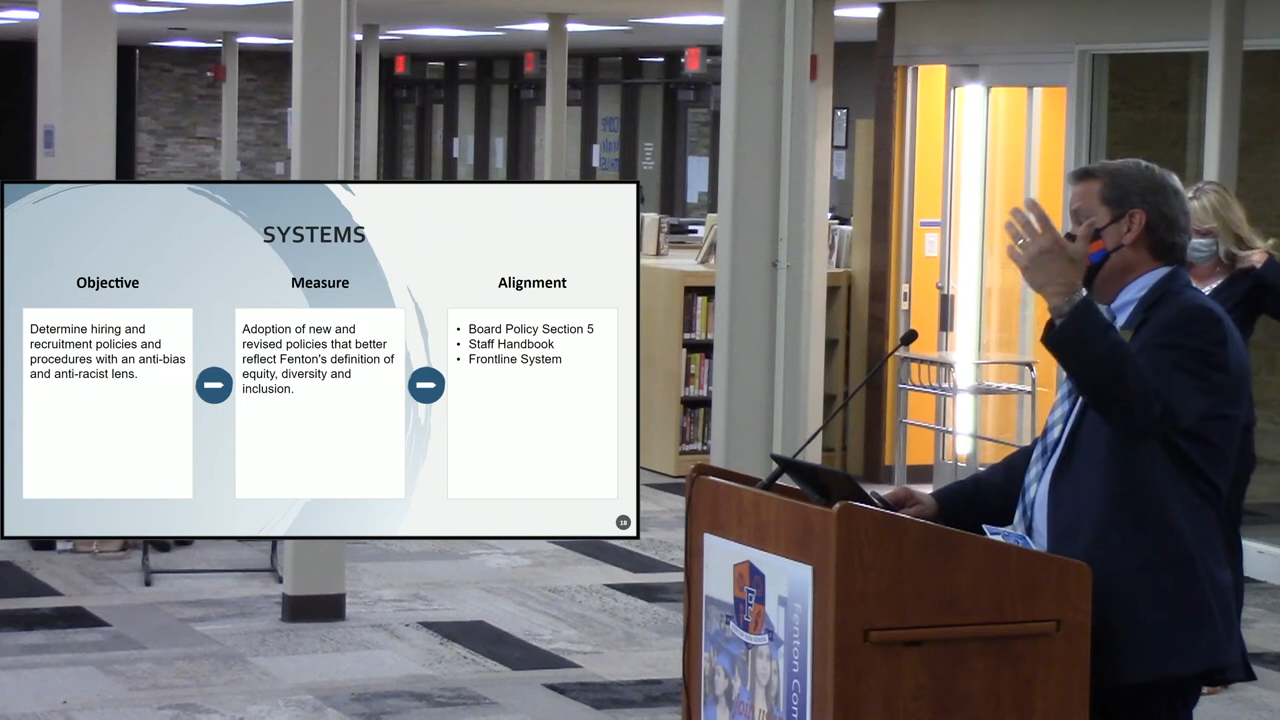 SYSTEMS
Objective
Measure
Alignment
Determine hiring and
recruitment policies and
procedures with an anti-bias
and anti-racist lens.
Adoption of new and
revised policies that better
reflect Fenton's definition of
equity, diversity and
inclusion.
• Board Policy Section 5
• Staff Handbook
• Frontline System
18
Fenton Com